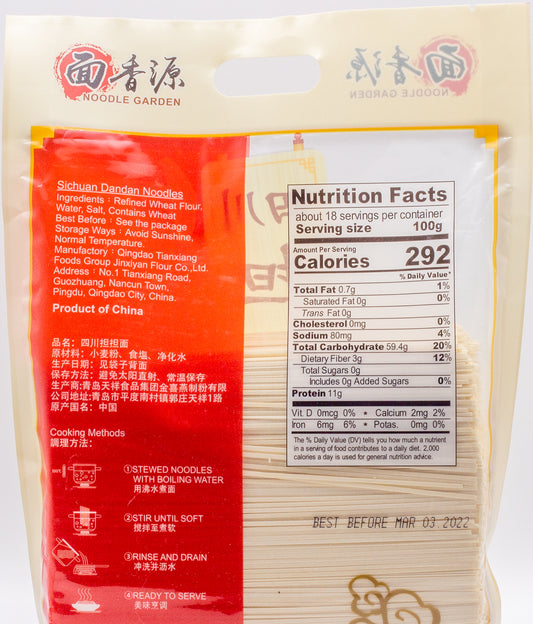 面香源
NOODLE GARDEN
Sichuan Dandan Noodles
Ingredients：Refined Wheat Flour,
Water, Salt, Contains Wheat
Best Before：See the package
Storage Ways：Avoid Sunshine,
Normal Temperature.
Manufactory：Qingdao Tianxiang
Foods Group Jinxiyan Flour Co.,Ltd.
Address：No.1 Tianxiang Road,
Guozhuang, Nancun Town,
Pingdu, Qingdao City, China.
Product of China
品名：四川担担面
原材料：小麦粉、食盐、净化水
生产日期：见袋子背面
保存方法：避免太阳直射、常温保存
生产商:青岛天祥食品集团金喜燕制粉有限
公司地址:青岛市平度南村镇郭庄天祥1路
原产国名：中国
Cooking Methods
調理方法：
①STEWED NOODLES
WITH BOILING WATER
用沸水煮面
②STIR UNTIL SOFT
搅拌至煮软
③RINSE AND DRAIN
冲洗并沥水
④READY TO SERVE
美味烹调
Nutrition Facts
about 18 servings per container
Serving size 100g
Amount Per Serving
Calories 292
% Daily Value*
Total Fat 0.7g 1%
Saturated Fat 0g 0%
Trans Fat 0g
Cholesterol 0mg 0%
Sodium 80mg 4%
Total Carbohydrate 59.4g 20%
Dietary Fiber 3g 12%
Total Sugars 0g
Includes 0g Added Sugars 0%
Protein 11g
Vit. D 0mcg 0% ★ Calcium 2mg 2%
Iron 6mg 6% ★ Potas. 0mg 0%
The % Daily Value (DV) tells you how much a nutrient
in a serving of food contributes to a daily diet. 2,000
calories a day is used for general nutrition advice.
BEST BEFORE MAR 03 2022